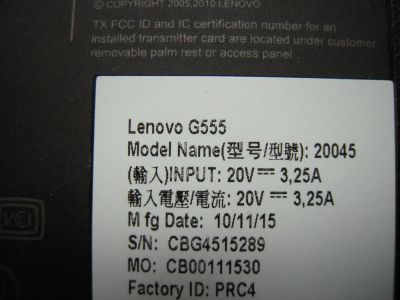 © COPYRIGHT 2005,2010 LENOVO
TX FCC ID and IC certification number for an
installed transmitter card are located under customer
removable palm rest or access panel
Lenovo G555
Model Name(型号/型號): 20045
(輸入)INPUT: 20V⎓ 3,25A
輸入電壓/電流: 20V⎓ 3,25A
Mfg Date: 10/11/15
S/N: CBG4515289
MO: CB00111530
Factory ID: PRC4
VCI